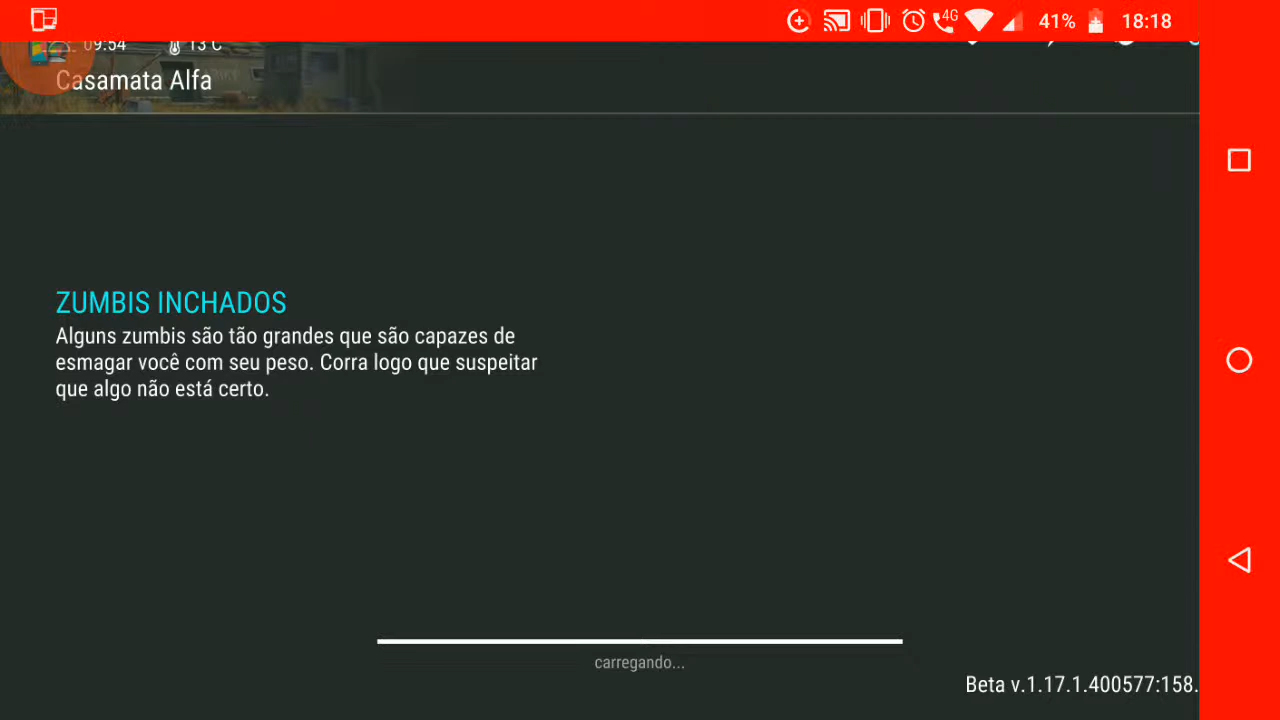 4G 41% 18:18
09:54 13°C
Casamata Alfa
ZUMBIS INCHADOS
Alguns zumbis são tão grandes que são capazes de
esmagar você com seu peso. Corra logo que suspeitar
que algo não está certo.
carregando...
Beta v.1.17.1.400577:158.